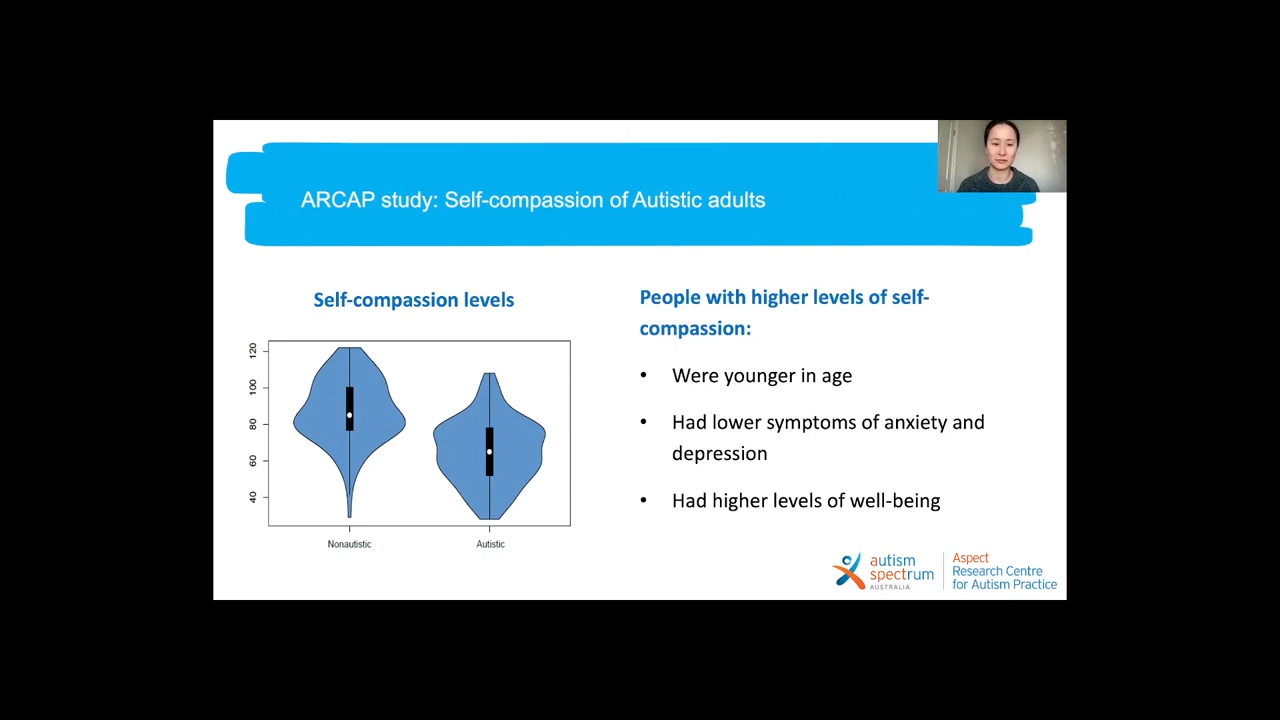 ARCAP study: Self-compassion of Autistic adults
Self-compassion levels
120
100
80
60
40
Nonautistic
Autistic
People with higher levels of self-
compassion:
• Were younger in age
• Had lower symptoms of anxiety and
depression
• Had higher levels of well-being
autism
spectrum
AUSTRALIA
Aspect
Research Centre
for Autism Practice